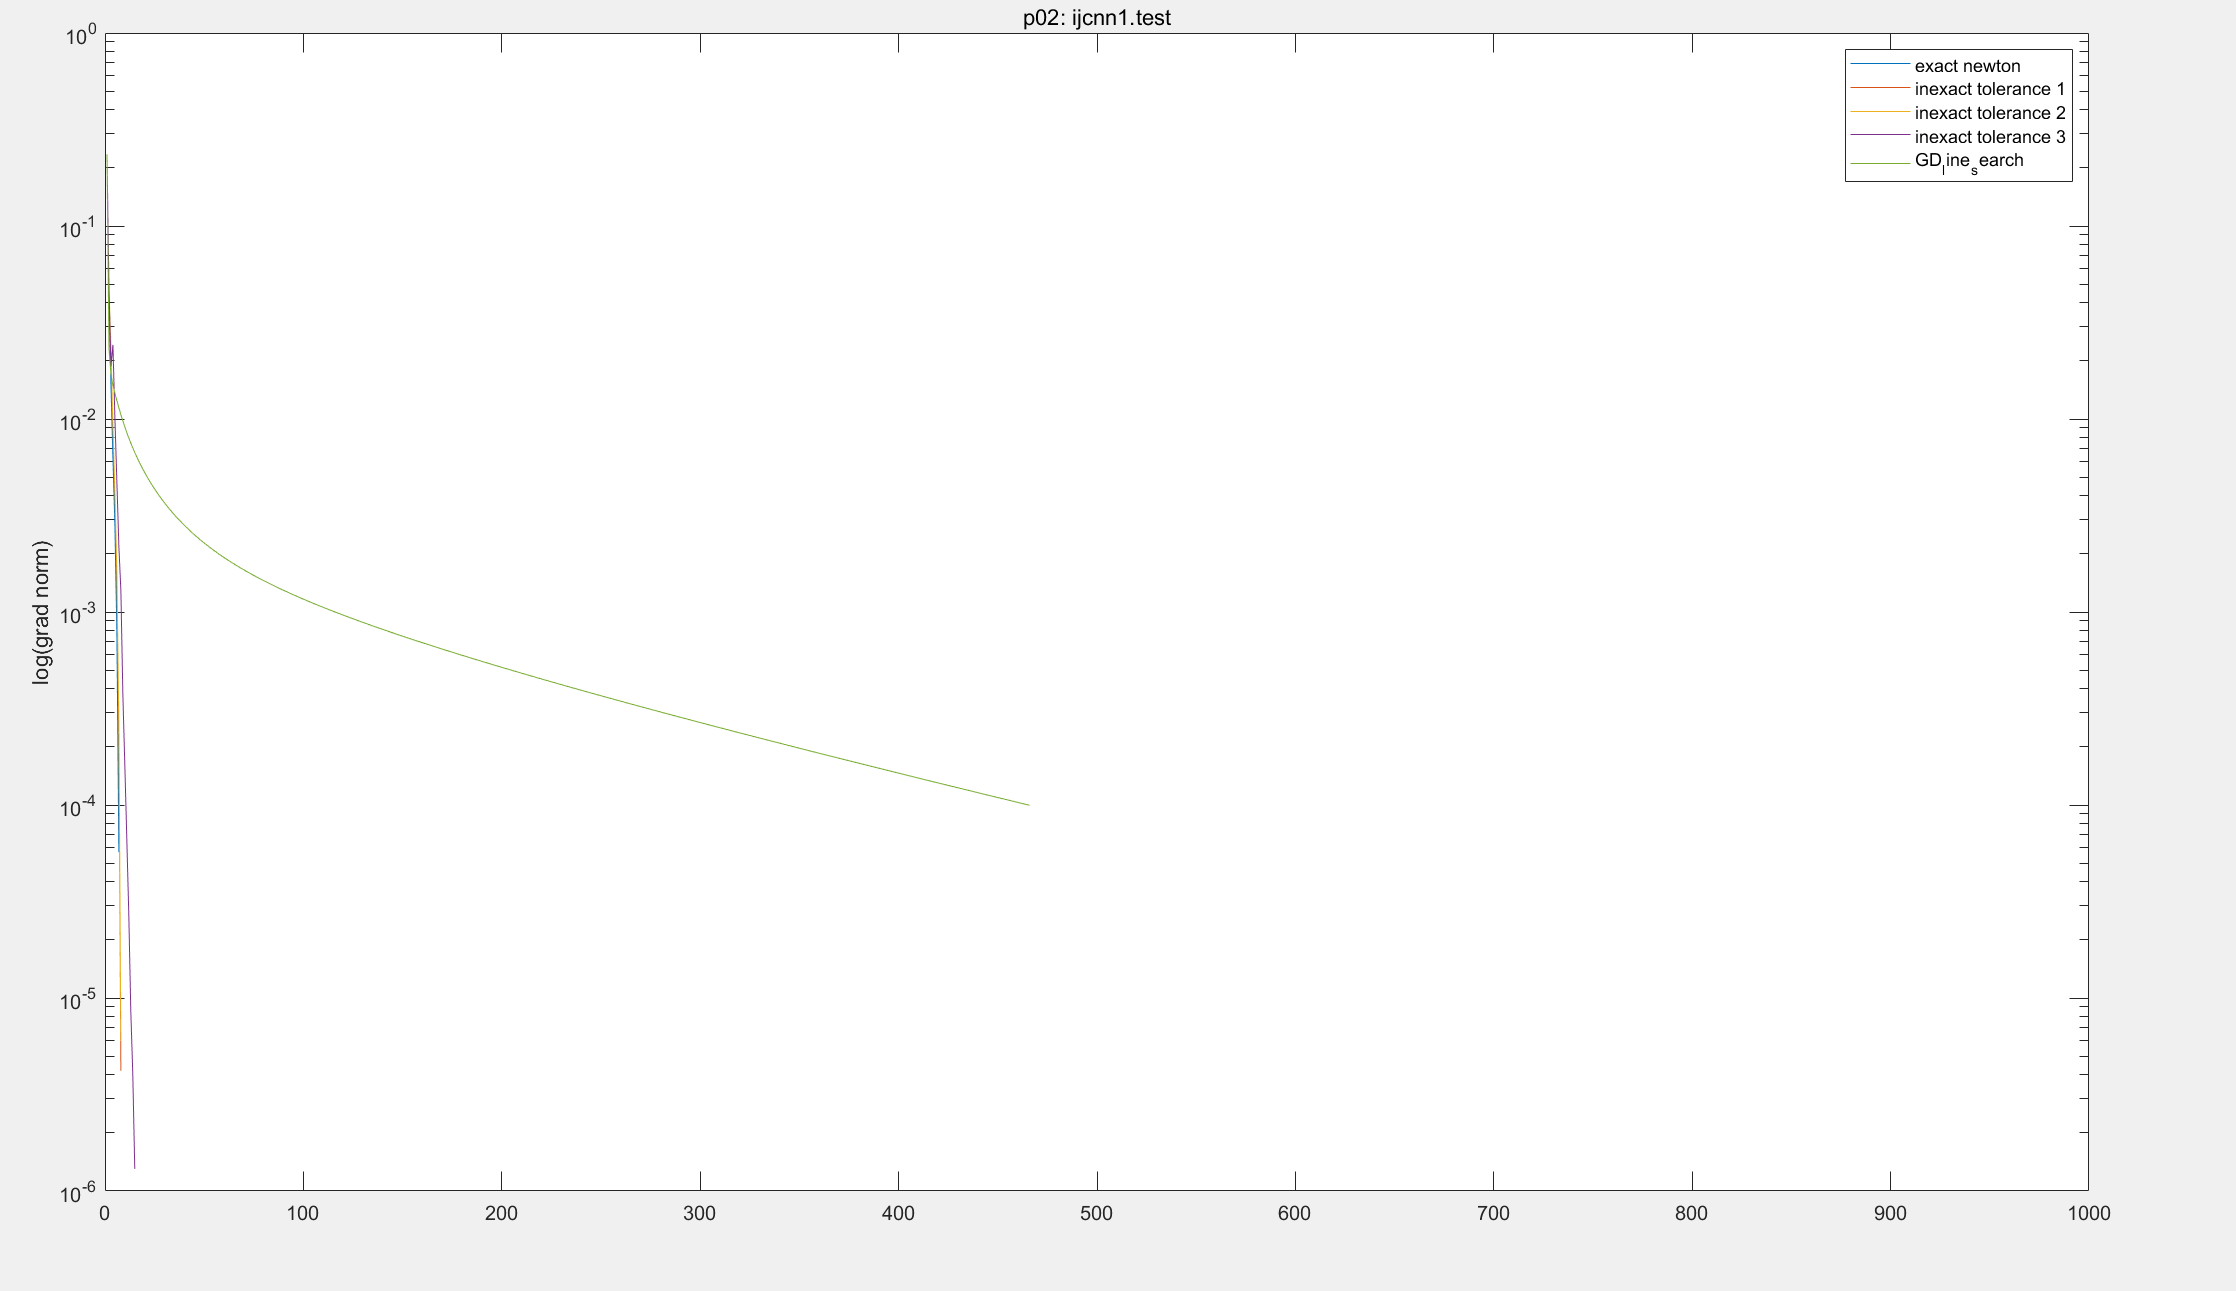 p02: ijcnn1.test
10^0
10^-1
10^-2
10^-3
10^-4
10^-5
10^-6
log(grad norm)
exact newton
inexact tolerance 1
inexact tolerance 2
inexact tolerance 3
GD_line_search
0 100 200 300 400 500 600 700 800 900 1000